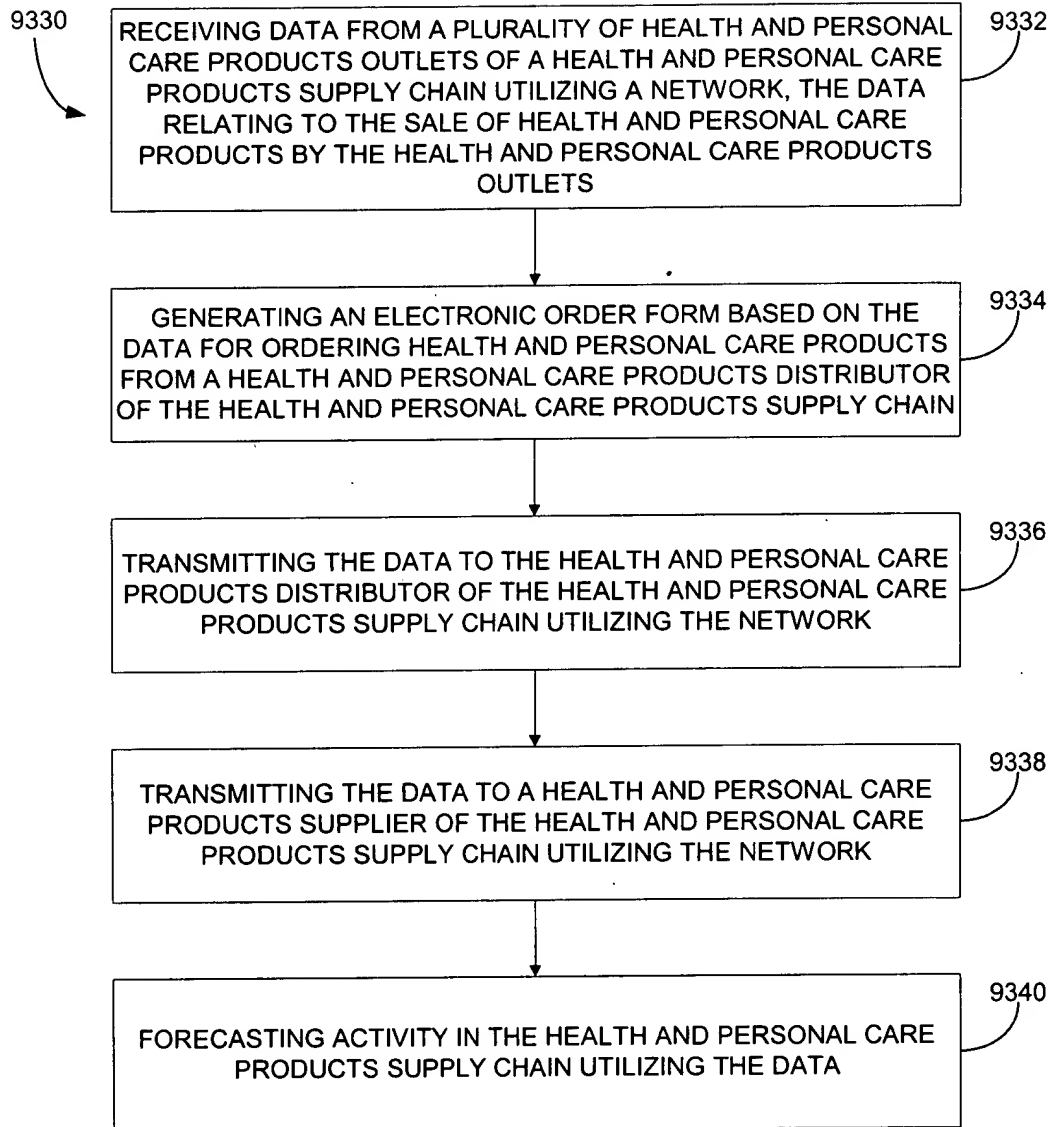 9330
RECEIVING DATA FROM A PLURALITY OF HEALTH AND PERSONAL
CARE PRODUCTS OUTLETS OF A HEALTH AND PERSONAL CARE
PRODUCTS SUPPLY CHAIN UTILIZING A NETWORK, THE DATA
RELATING TO THE SALE OF HEALTH AND PERSONAL CARE
PRODUCTS BY THE HEALTH AND PERSONAL CARE PRODUCTS
OUTLETS
9332
GENERATING AN ELECTRONIC ORDER FORM BASED ON THE
DATA FOR ORDERING HEALTH AND PERSONAL CARE PRODUCTS
FROM A HEALTH AND PERSONAL CARE PRODUCTS DISTRIBUTOR
OF THE HEALTH AND PERSONAL CARE PRODUCTS SUPPLY CHAIN
9334
TRANSMITTING THE DATA TO THE HEALTH AND PERSONAL CARE
PRODUCTS DISTRIBUTOR OF THE HEALTH AND PERSONAL CARE
PRODUCTS SUPPLY CHAIN UTILIZING THE NETWORK
9336
TRANSMITTING THE DATA TO A HEALTH AND PERSONAL CARE
PRODUCTS SUPPLIER OF THE HEALTH AND PERSONAL CARE
PRODUCTS SUPPLY CHAIN UTILIZING THE NETWORK
9338
FORECASTING ACTIVITY IN THE HEALTH AND PERSONAL CARE
PRODUCTS SUPPLY CHAIN UTILIZING THE DATA
9340